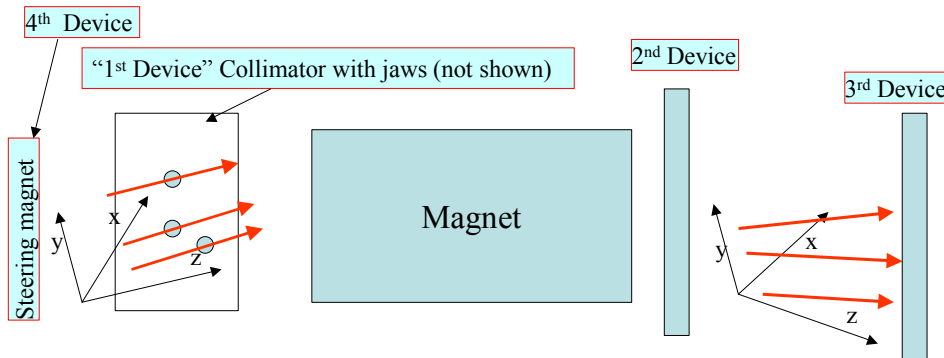 4th Device
"1st Device" Collimator with jaws (not shown)
2nd Device
3rd Device
Steering magnet
y
x
z
Magnet
y
x
z